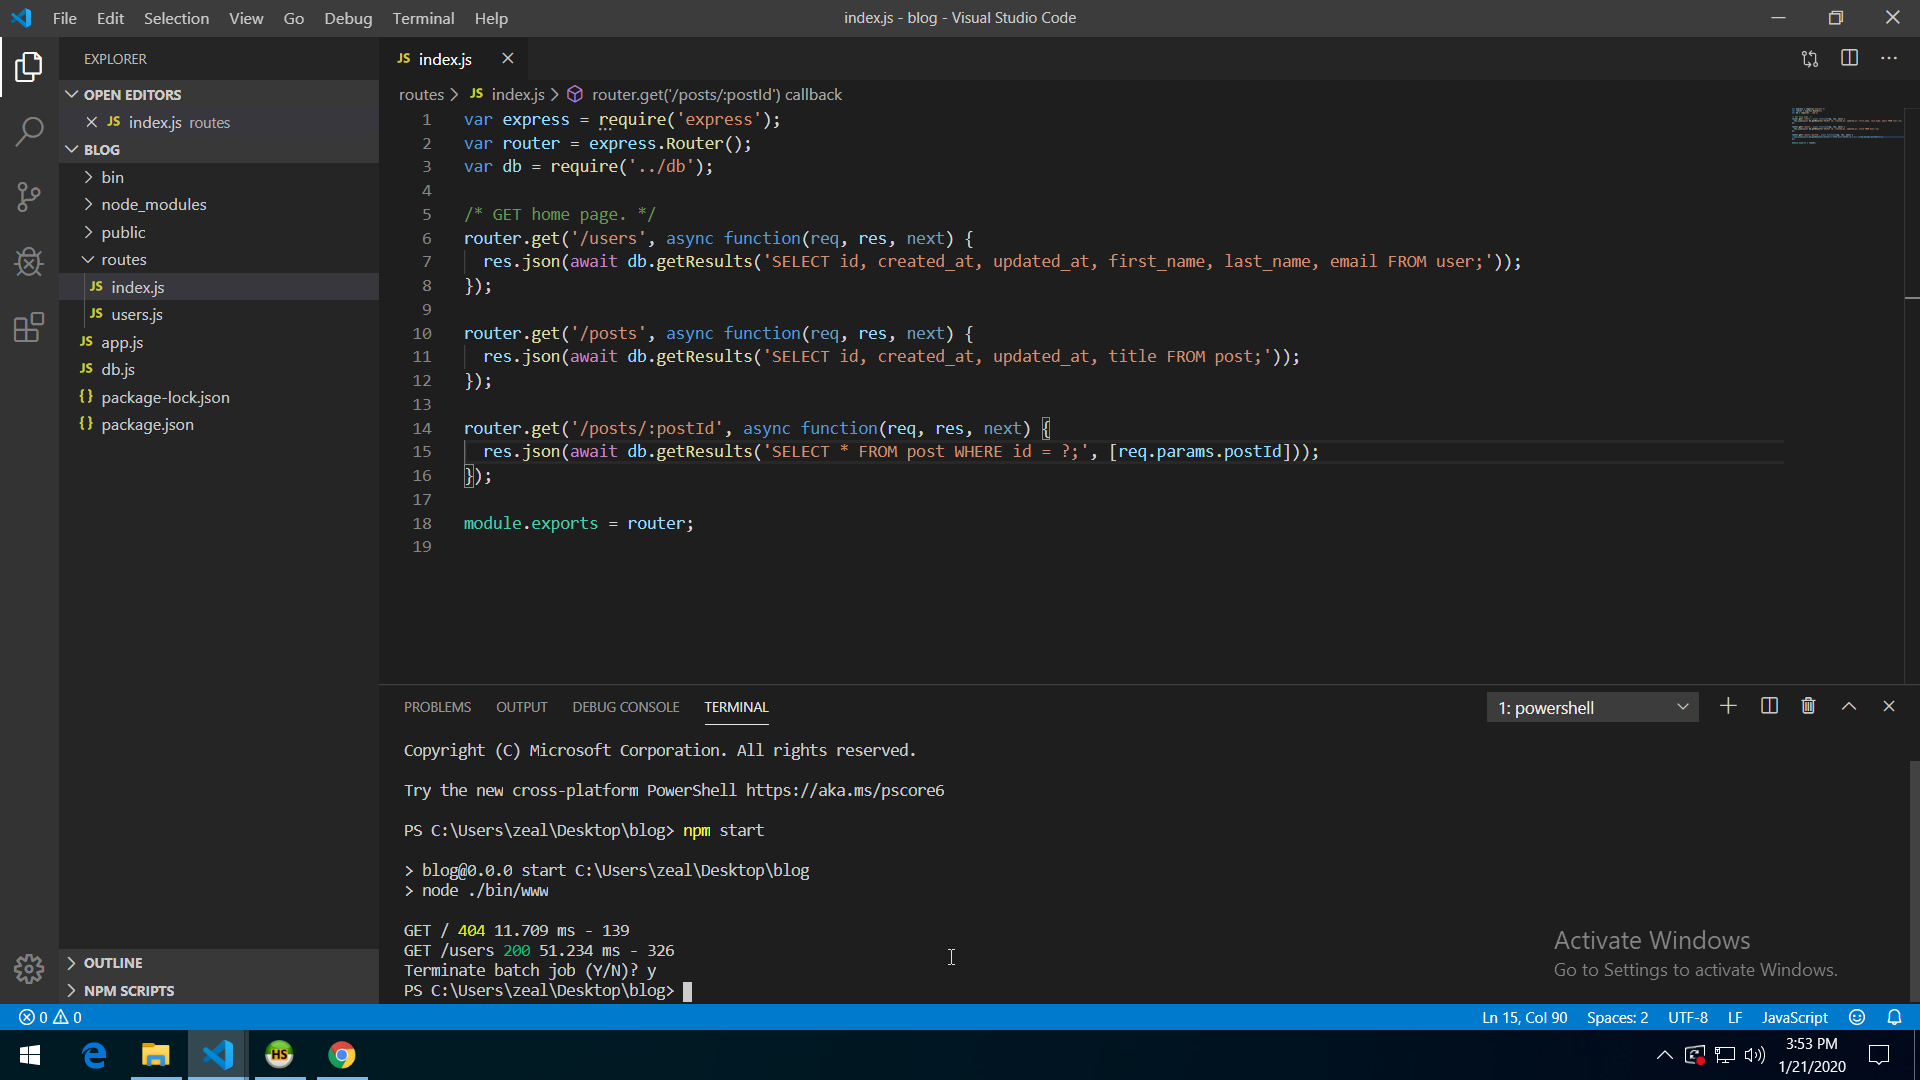 File Edit Selection View Go Debug Terminal Help
index.js - blog - Visual Studio Code
EXPLORER
OPEN EDITORS
JS index.js routes
BLOG
bin
node_modules
public
routes
JS index.js
JS users.js
JS app.js
JS db.js
{} package-lock.json
{} package.json
OUTLINE
NPM SCRIPTS
JS index.js
routes > JS index.js > router.get('/posts/:postId') callback
1 var express = require('express');
2 var router = express.Router();
3 var db = require('../db');
4
5 /* GET home page. */
6 router.get('/users', async function(req, res, next) {
7 res.json(await db.getResults('SELECT id, created_at, updated_at, first_name, last_name, email FROM user;'));
8 });
9
10 router.get('/posts', async function(req, res, next) {
11 res.json(await db.getResults('SELECT id, created_at, updated_at, title FROM post;'));
12 });
13
14 router.get('/posts/:postId', async function(req, res, next) {
15 res.json(await db.getResults('SELECT * FROM post WHERE id = ?;', [req.params.postId]));
16 });
17
18 module.exports = router;
19
PROBLEMS OUTPUT DEBUG CONSOLE TERMINAL
1: powershell
Copyright (C) Microsoft Corporation. All rights reserved.
Try the new cross-platform PowerShell https://aka.ms/pscore6
PS C:\Users\zeal\Desktop\blog> npm start
> blog@0.0.0 start C:\Users\zeal\Desktop\blog
> node ./bin/www
GET / 404 11.709 ms - 139
GET /users 200 51.234 ms - 326
Terminate batch job (Y/N)? y
PS C:\Users\zeal\Desktop\blog>
Activate Windows
Go to Settings to activate Windows.
0 0
Ln 15, Col 90 Spaces: 2 UTF-8 LF JavaScript
HS
3:53 PM
1/21/2020